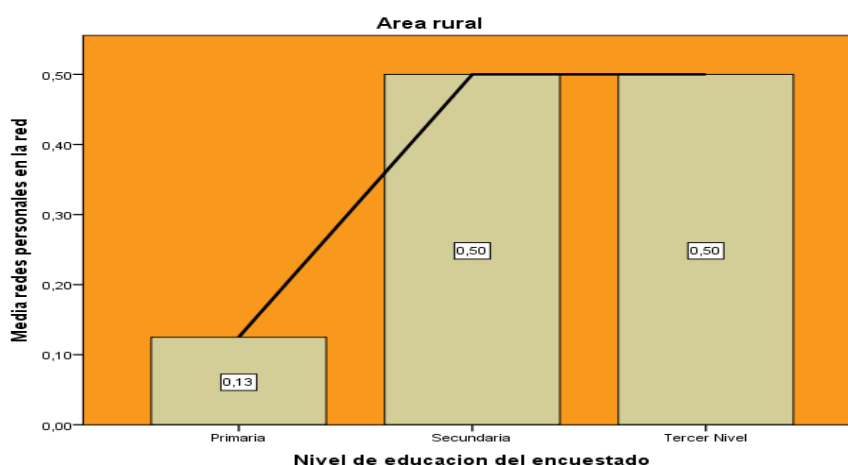 Area rural
Media redes personales en la red
0,50
0,40
0,30
0,20
0,10
0,00
0,13
0,50
0,50
Primaria
Secundaria
Tercer Nivel
Nivel de educacion del encuestado